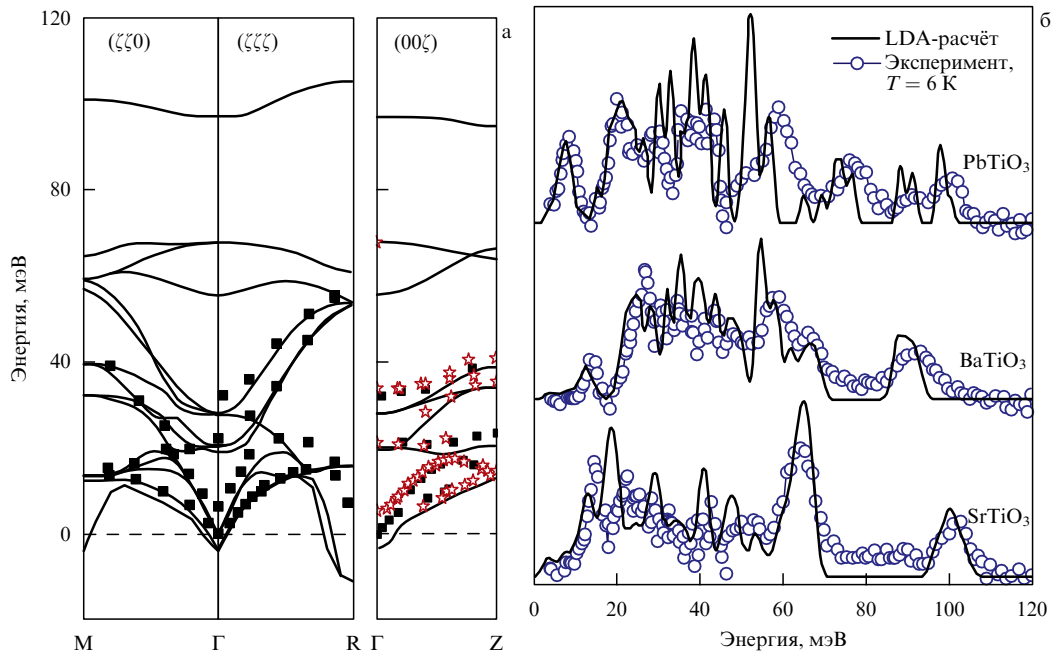 (ζζ0)
(ζζζ)
(00ζ)
а
Энергия, мэВ
120
80
40
0
M
Γ
R
Γ
Z
б
LDA-расчёт
Эксперимент,
T = 6 K
PbTiO₃
BaTiO₃
SrTiO₃
0 20 40 60 80 100 120
Энергия, мэВ